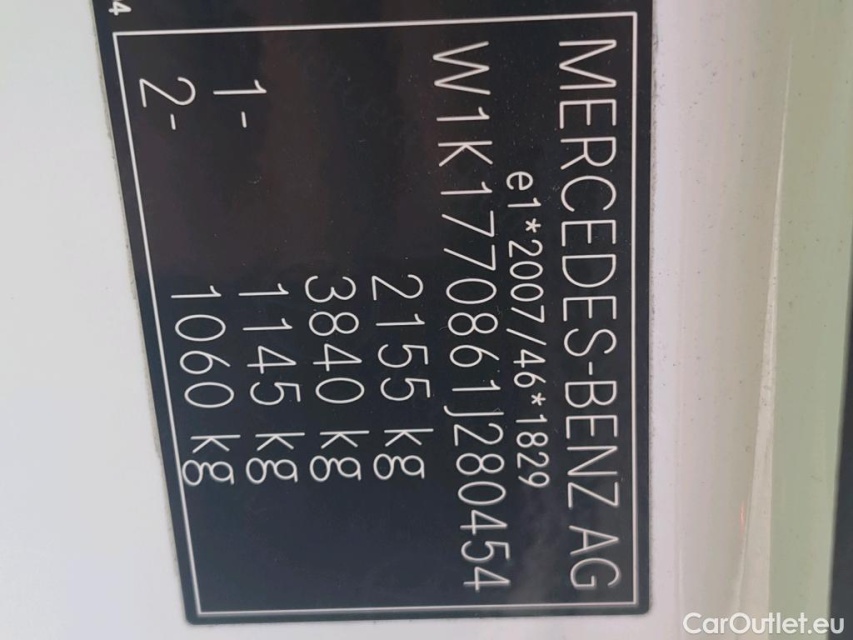 MERCEDES-BENZ AG
e1*2007/46*1829
W1K1770861J280454
2155 kg
3840 kg
1- 1145 kg
2- 1060 kg
4
CarOutlet.eu